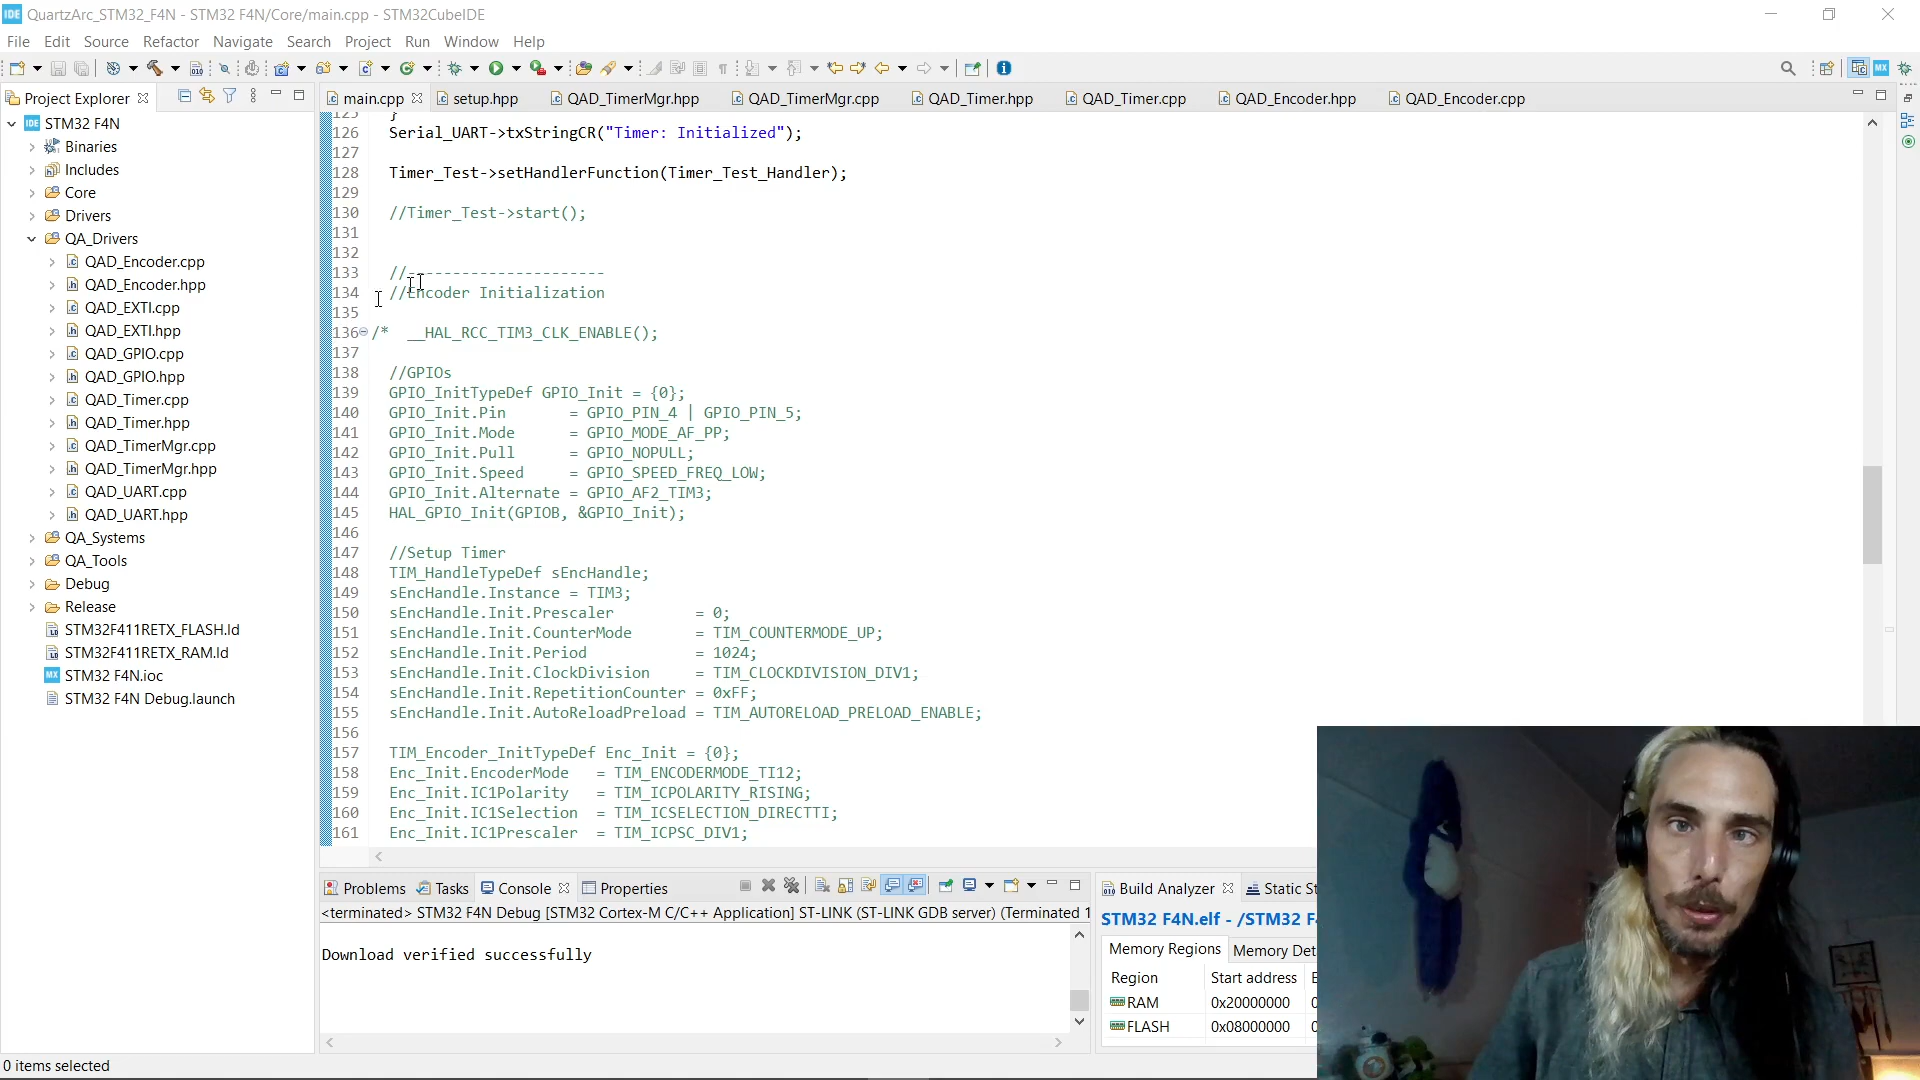 IDE QuartzArc_STM32_F4N - STM32 F4N/Core/main.cpp - STM32CubeIDE
File Edit Source Refactor Navigate Search Project Run Window Help
Project Explorer
main.cpp setup.hpp QAD_TimerMgr.hpp QAD_TimerMgr.cpp QAD_Timer.hpp QAD_Timer.cpp QAD_Encoder.hpp QAD_Encoder.cpp
IDE STM32 F4N
Binaries
Includes
Core
Drivers
QA_Drivers
QAD_Encoder.cpp
QAD_Encoder.hpp
QAD_EXTI.cpp
QAD_EXTI.hpp
QAD_GPIO.cpp
QAD_GPIO.hpp
QAD_Timer.cpp
QAD_Timer.hpp
QAD_TimerMgr.cpp
QAD_TimerMgr.hpp
QAD_UART.cpp
QAD_UART.hpp
QA_Systems
QA_Tools
Debug
Release
STM32F411RETX_FLASH.ld
STM32F411RETX_RAM.ld
MX STM32 F4N.ioc
STM32 F4N Debug.launch
125 }
126 Serial_UART->txStringCR("Timer: Initialized");
127
128 Timer_Test->setHandlerFunction(Timer_Test_Handler);
129
130 //Timer_Test->start();
131
132
133 //----------------------
134 //Encoder Initialization
135
136 /* __HAL_RCC_TIM3_CLK_ENABLE();
137
138 //GPIOs
139 GPIO_InitTypeDef GPIO_Init = {0};
140 GPIO_Init.Pin = GPIO_PIN_4 | GPIO_PIN_5;
141 GPIO_Init.Mode = GPIO_MODE_AF_PP;
142 GPIO_Init.Pull = GPIO_NOPULL;
143 GPIO_Init.Speed = GPIO_SPEED_FREQ_LOW;
144 GPIO_Init.Alternate = GPIO_AF2_TIM3;
145 HAL_GPIO_Init(GPIOB, &GPIO_Init);
146
147 //Setup Timer
148 TIM_HandleTypeDef sEncHandle;
149 sEncHandle.Instance = TIM3;
150 sEncHandle.Init.Prescaler = 0;
151 sEncHandle.Init.CounterMode = TIM_COUNTERMODE_UP;
152 sEncHandle.Init.Period = 1024;
153 sEncHandle.Init.ClockDivision = TIM_CLOCKDIVISION_DIV1;
154 sEncHandle.Init.RepetitionCounter = 0xFF;
155 sEncHandle.Init.AutoReloadPreload = TIM_AUTORELOAD_PRELOAD_ENABLE;
156
157 TIM_Encoder_InitTypeDef Enc_Init = {0};
158 Enc_Init.EncoderMode = TIM_ENCODERMODE_TI12;
159 Enc_Init.IC1Polarity = TIM_ICPOLARITY_RISING;
160 Enc_Init.IC1Selection = TIM_ICSELECTION_DIRECTTI;
161 Enc_Init.IC1Prescaler = TIM_ICPSC_DIV1;
Problems Tasks Console Properties
<terminated> STM32 F4N Debug [STM32 Cortex-M C/C++ Application] ST-LINK (ST-LINK GDB server) (Terminated 1
Download verified successfully
Build Analyzer Static St
STM32 F4N.elf - /STM32 F
Memory Regions Memory Det
Region Start address
RAM 0x20000000
FLASH 0x08000000
0 items selected